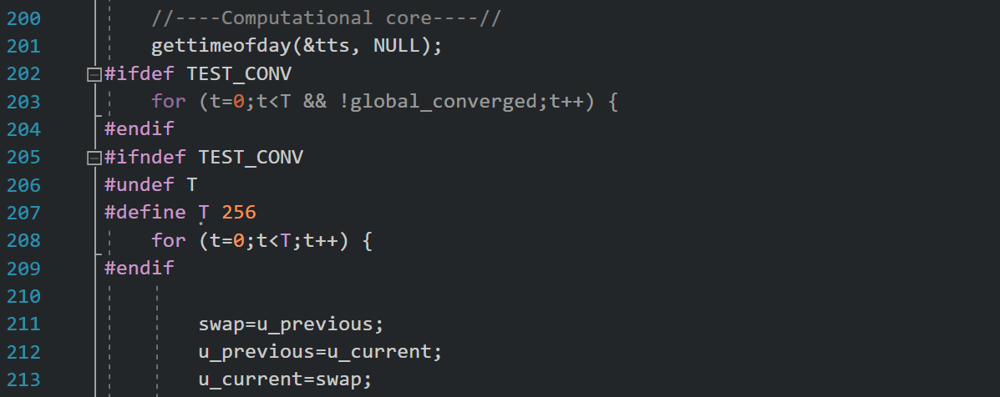 200 //----Computational core----//
201 gettimeofday(&tts, NULL);
202 #ifdef TEST_CONV
203 for (t=0;t<T && !global_converged;t++) {
204 #endif
205 #ifndef TEST_CONV
206 #undef T
207 #define T 256
208 for (t=0;t<T;t++) {
209 #endif
210
211 swap=u_previous;
212 u_previous=u_current;
213 u_current=swap;